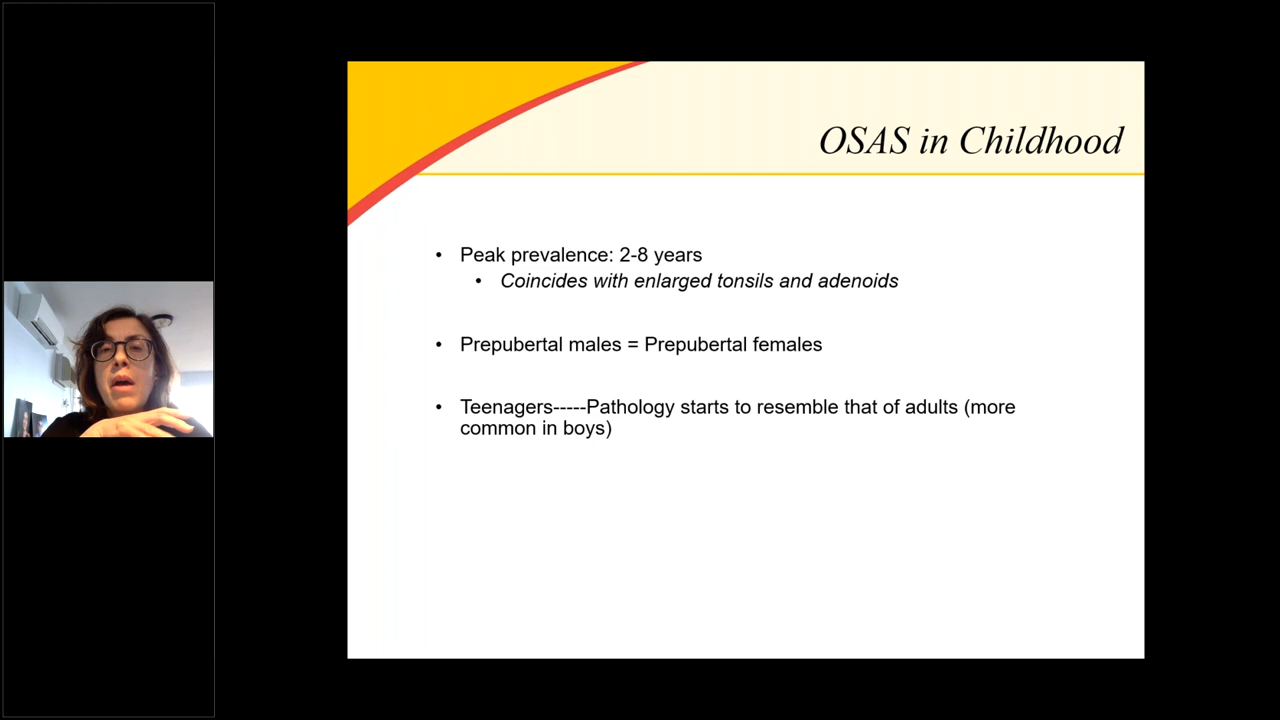 OSAS in Childhood
• Peak prevalence: 2-8 years
• Coincides with enlarged tonsils and adenoids
• Prepubertal males = Prepubertal females
• Teenagers-----Pathology starts to resemble that of adults (more
common in boys)